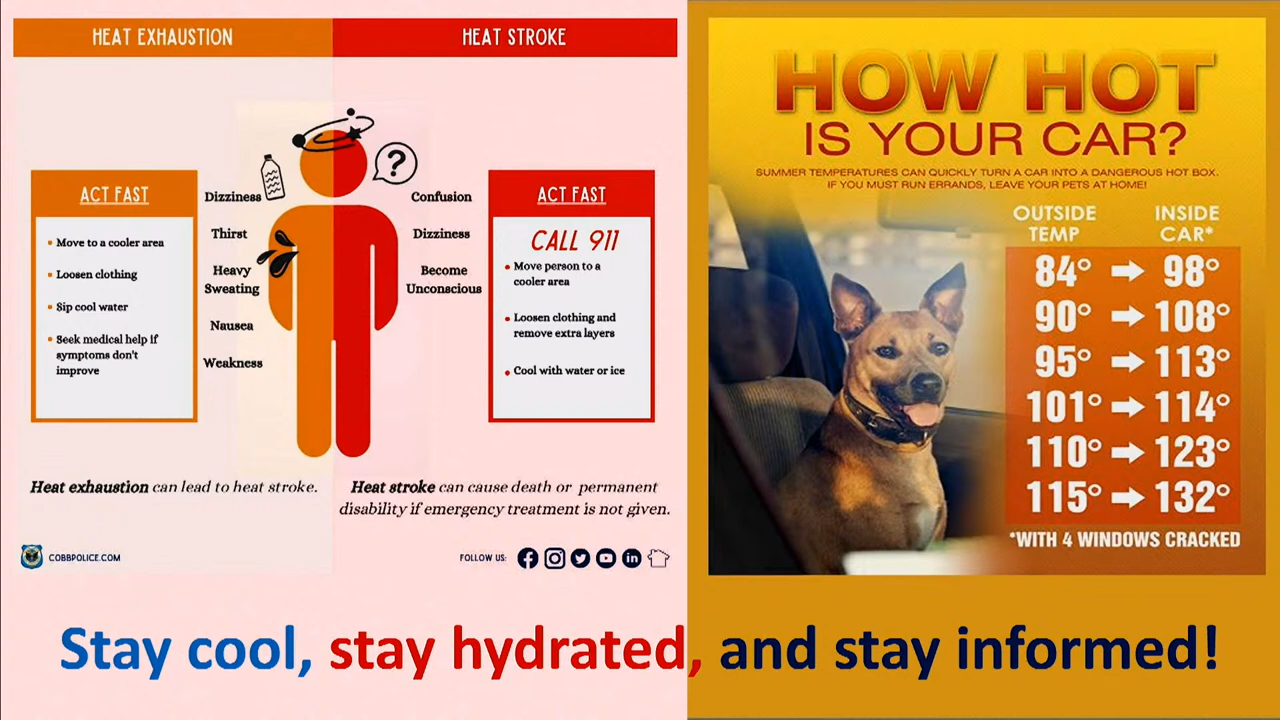 HEAT EXHAUSTION
HEAT STROKE
ACT FAST
• Move to a cooler area
• Loosen clothing
• Sip cool water
• Seek medical help if
symptoms don't
improve
Dizziness
Thirst
Heavy
Sweating
Nausea
Weakness
?
Confusion
Dizziness
Become
Unconscious
ACT FAST
CALL 911
• Move person to a
cooler area
• Loosen clothing and
remove extra layers
• Cool with water or ice
Heat exhaustion can lead to heat stroke.
Heat stroke can cause death or permanent
disability if emergency treatment is not given.
COBBPOLICE.COM
FOLLOW US:
HOW HOT
IS YOUR CAR?
SUMMER TEMPERATURES CAN QUICKLY TURN A CAR INTO A DANGEROUS HOT BOX.
IF YOU MUST RUN ERRANDS, LEAVE YOUR PETS AT HOME!
OUTSIDE
TEMP
INSIDE
CAR*
84° ➡ 98°
90° ➡ 108°
95° ➡ 113°
101° ➡ 114°
110° ➡ 123°
115° ➡ 132°
*WITH 4 WINDOWS CRACKED
Stay cool, stay hydrated, and stay informed!